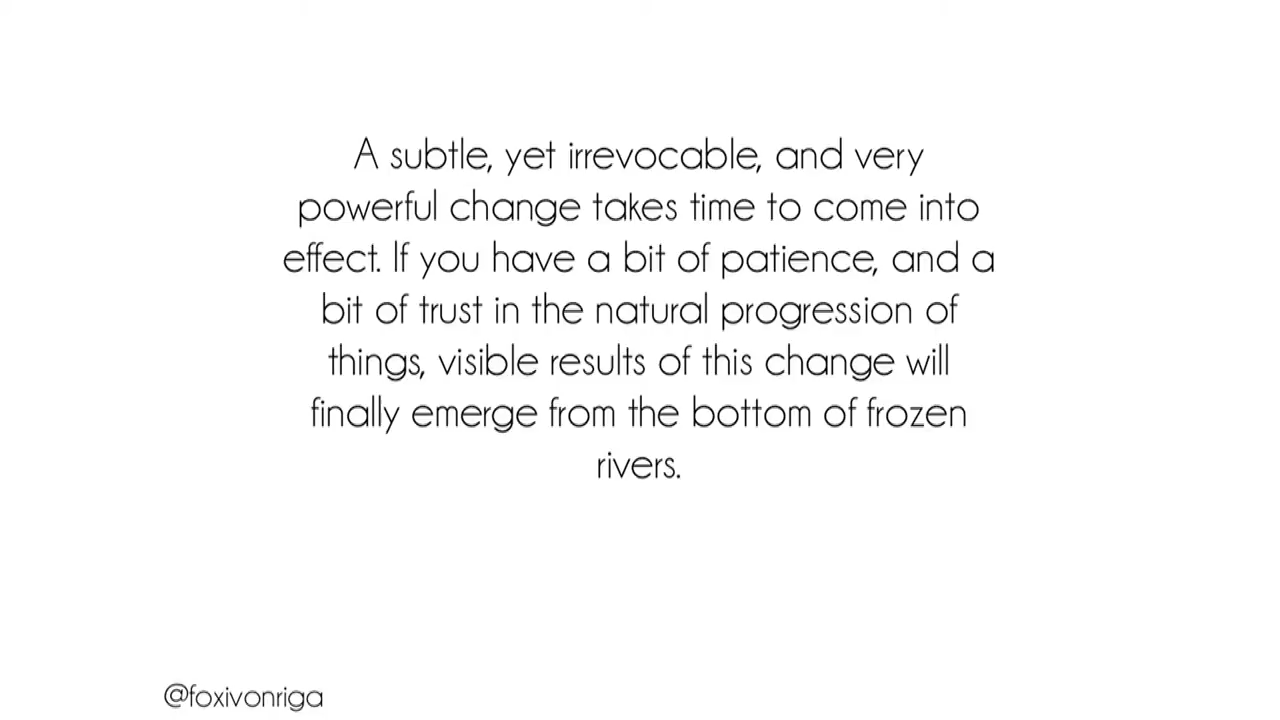 A subtle, yet irrevocable, and very
powerful change takes time to come into
effect. If you have a bit of patience, and a
bit of trust in the natural progression of
things, visible results of this change will
finally emerge from the bottom of frozen
rivers.
@foxivonriga